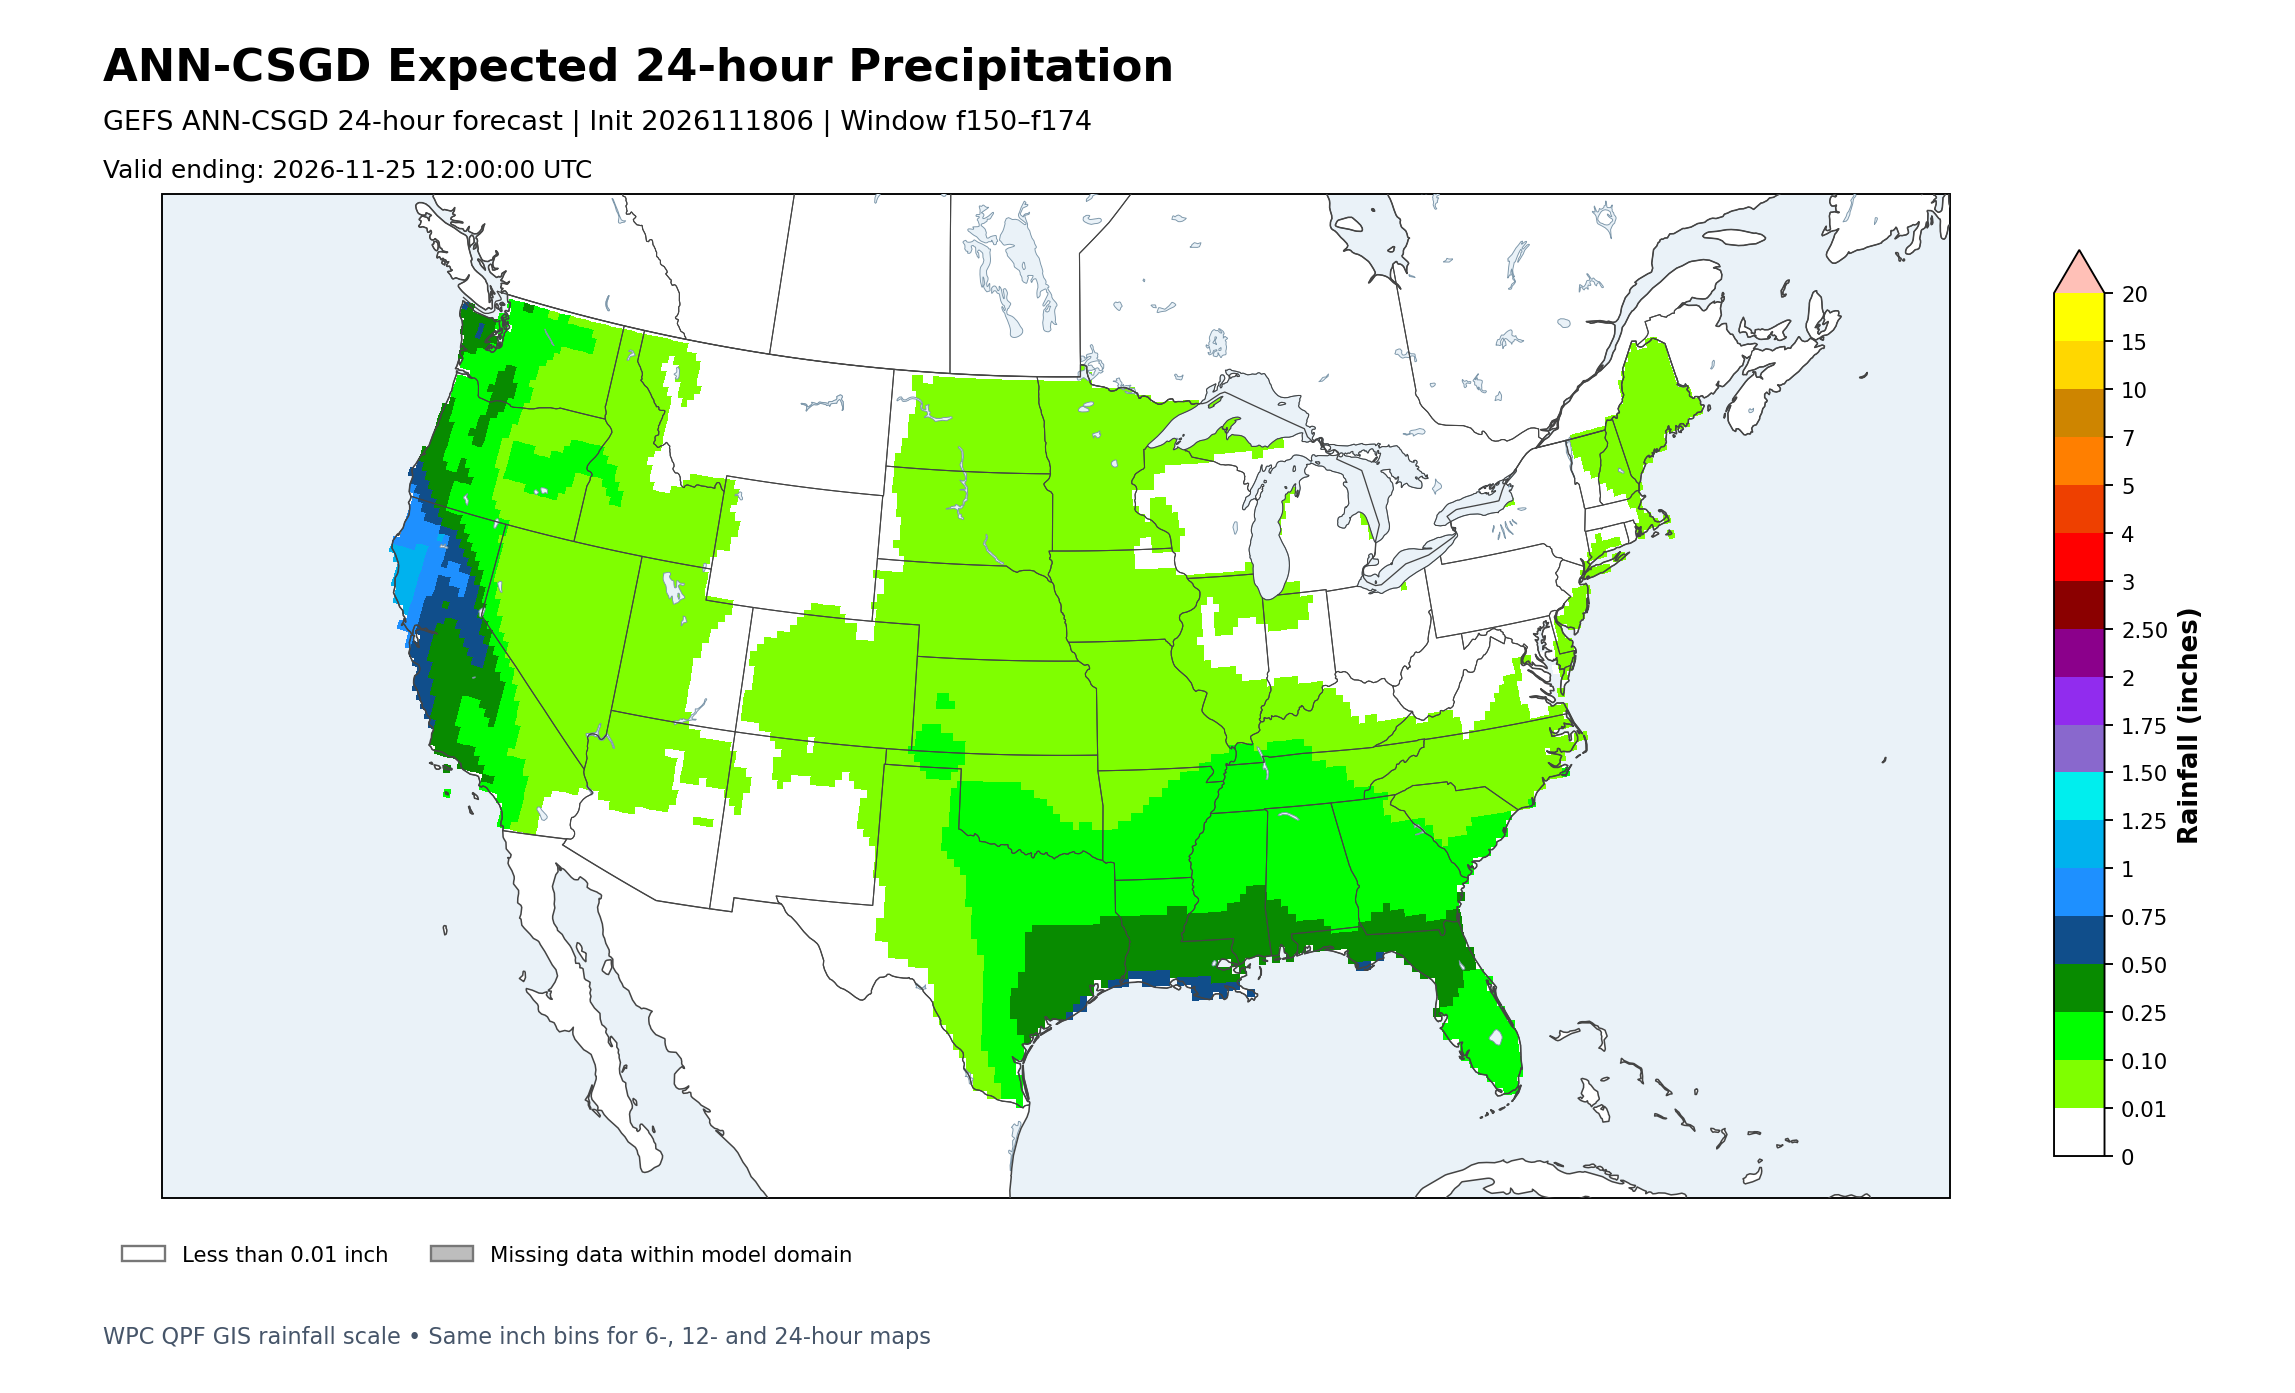 ANN-CSGD Expected 24-hour Precipitation
GEFS ANN-CSGD 24-hour forecast | Init 2026111806 | Window f150–f174
Valid ending: 2026-11-25 12:00:00 UTC
20
15
10
7
5
4
3
2.50
2
1.75
1.50
1.25
1
0.75
0.50
0.25
0.10
0.01
0
Rainfall (inches)
Less than 0.01 inch
Missing data within model domain
WPC QPF GIS rainfall scale • Same inch bins for 6-, 12- and 24-hour maps